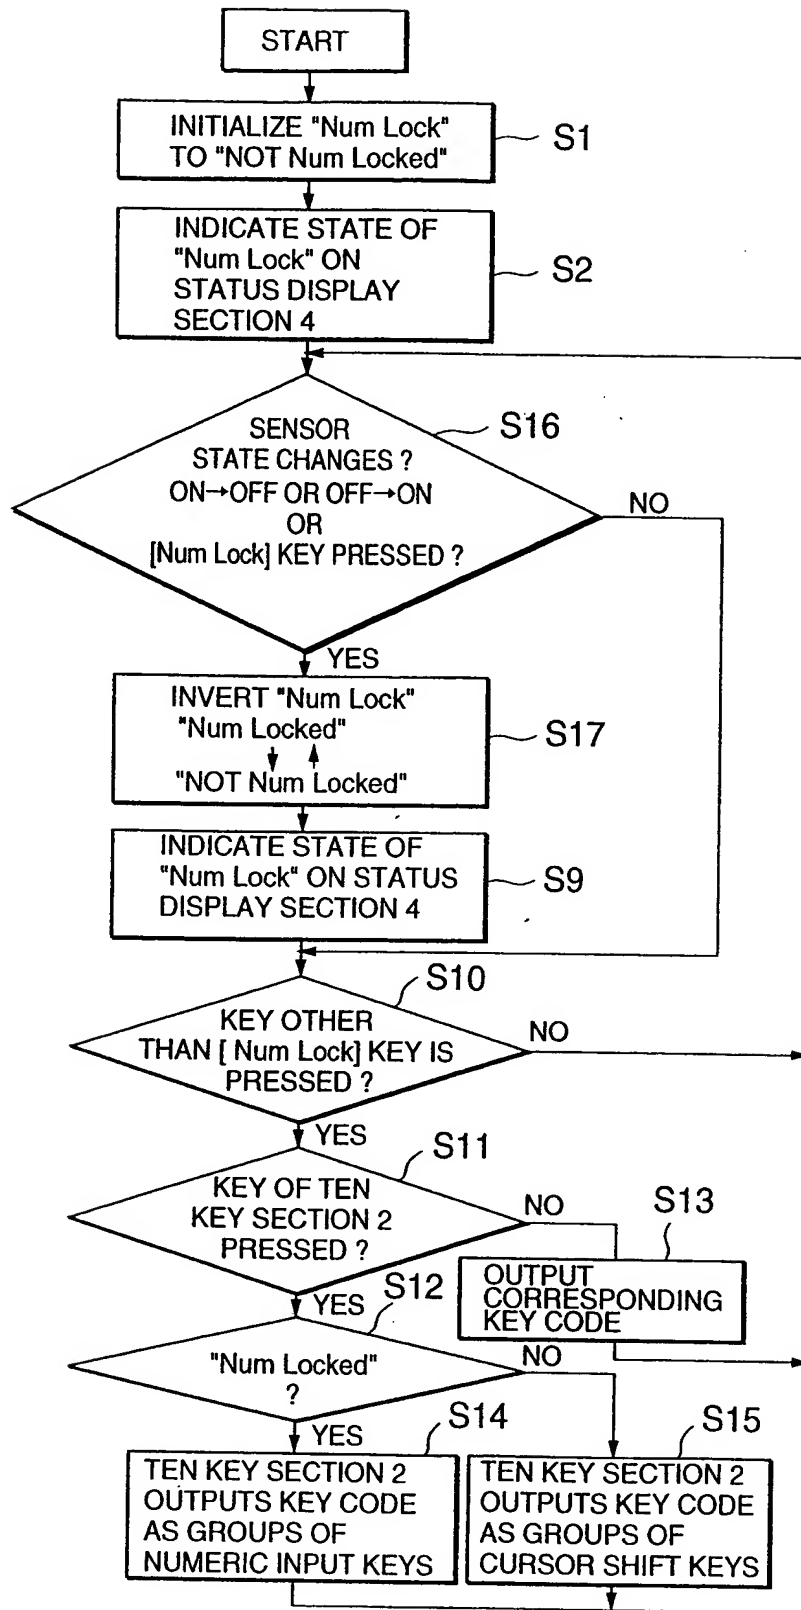 START
INITIALIZE "Num Lock"
TO "NOT Num Locked"
S1
INDICATE STATE OF
"Num Lock" ON
STATUS DISPLAY
SECTION 4
S2
SENSOR
STATE CHANGES ?
ON→OFF OR OFF→ON
OR
[Num Lock] KEY PRESSED ?
S16
NO
YES
INVERT "Num Lock"
"Num Locked"
"NOT Num Locked"
S17
INDICATE STATE OF
"Num Lock" ON STATUS
DISPLAY SECTION 4
S9
S10
KEY OTHER
THAN [ Num Lock] KEY IS
PRESSED ?
NO
YES
S11
KEY OF TEN
KEY SECTION 2
PRESSED ?
NO
S13
OUTPUT
CORRESPONDING
KEY CODE
YES
S12
"Num Locked"
?
NO
YES
S14
TEN KEY SECTION 2
OUTPUTS KEY CODE
AS GROUPS OF
NUMERIC INPUT KEYS
S15
TEN KEY SECTION 2
OUTPUTS KEY CODE
AS GROUPS OF
CURSOR SHIFT KEYS